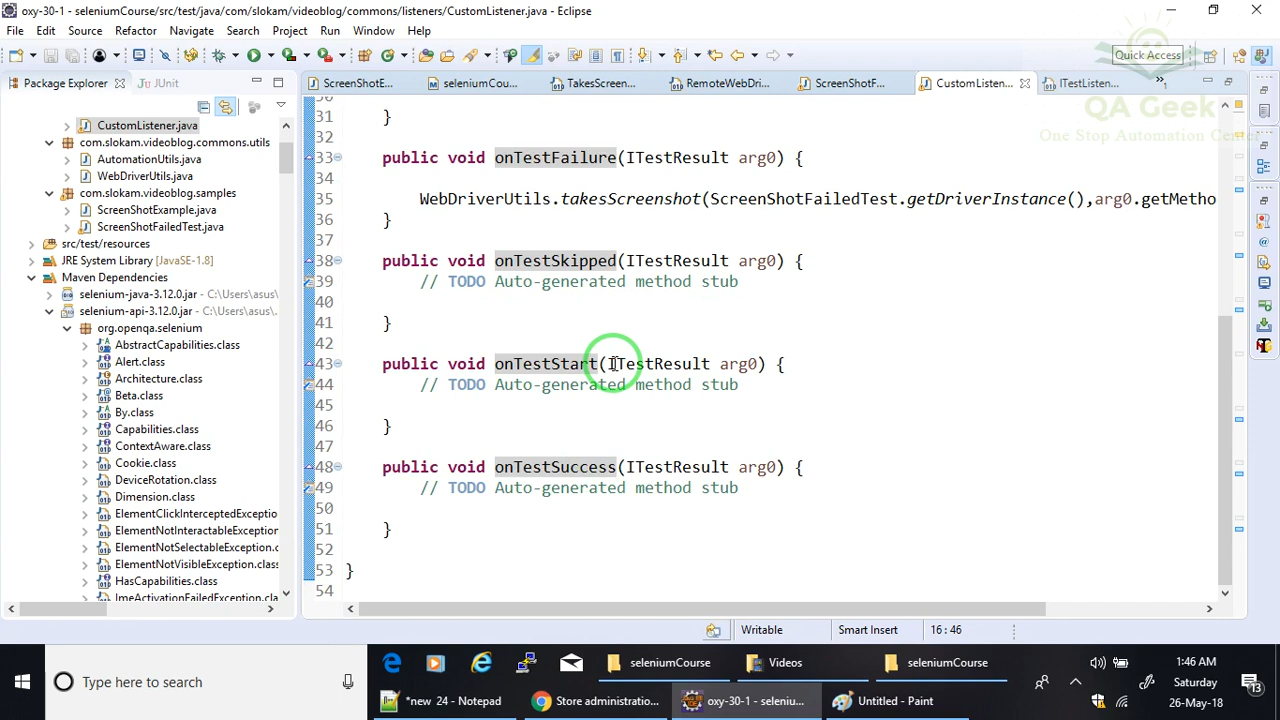 oxy-30-1 - seleniumCourse/src/test/java/com/slokam/videoblog/commons/listeners/CustomListener.java - Eclipse
File Edit Source Refactor Navigate Search Project Run Window Help
Quick Access
Package Explorer JUnit
ScreenShotE... seleniumCou... TakesScreen... RemoteWebDri... ScreenShotF... CustomListen... ITestListen...
QA Geek
One Stop Automation Center
CustomListener.java
com.slokam.videoblog.commons.utils
AutomationUtils.java
WebDriverUtils.java
com.slokam.videoblog.samples
ScreenShotExample.java
ScreenShotFailedTest.java
src/test/resources
JRE System Library [JavaSE-1.8]
Maven Dependencies
selenium-java-3.12.0.jar - C:\Users\asus\
selenium-api-3.12.0.jar - C:\Users\asus\
org.openqa.selenium
AbstractCapabilities.class
Alert.class
Architecture.class
Beta.class
By.class
Capabilities.class
ContextAware.class
Cookie.class
DeviceRotation.class
Dimension.class
ElementClickInterceptedExceptio
ElementNotInteractableException
ElementNotSelectableException.c
ElementNotVisibleException.class
HasCapabilities.class
ImeActivationFailedException.class
30
31 }
32
33 public void onTestFailure(ITestResult arg0) {
34
35 WebDriverUtils.takesScreenshot(ScreenShotFailedTest.getDriverInstance(),arg0.getMetho
36 }
37
38 public void onTestSkipped(ITestResult arg0) {
39 // TODO Auto-generated method stub
40
41 }
42
43 public void onTestStart(ITestResult arg0) {
44 // TODO Auto-generated method stub
45
46 }
47
48 public void onTestSuccess(ITestResult arg0) {
49 // TODO Auto-generated method stub
50
51 }
52
53 }
54
Writable Smart Insert 16 : 46
Type here to search
seleniumCourse Videos seleniumCourse
*new 24 - Notepad Store administratio... oxy-30-1 - seleniu... Untitled - Paint
1:46 AM
Saturday
26-May-18
13